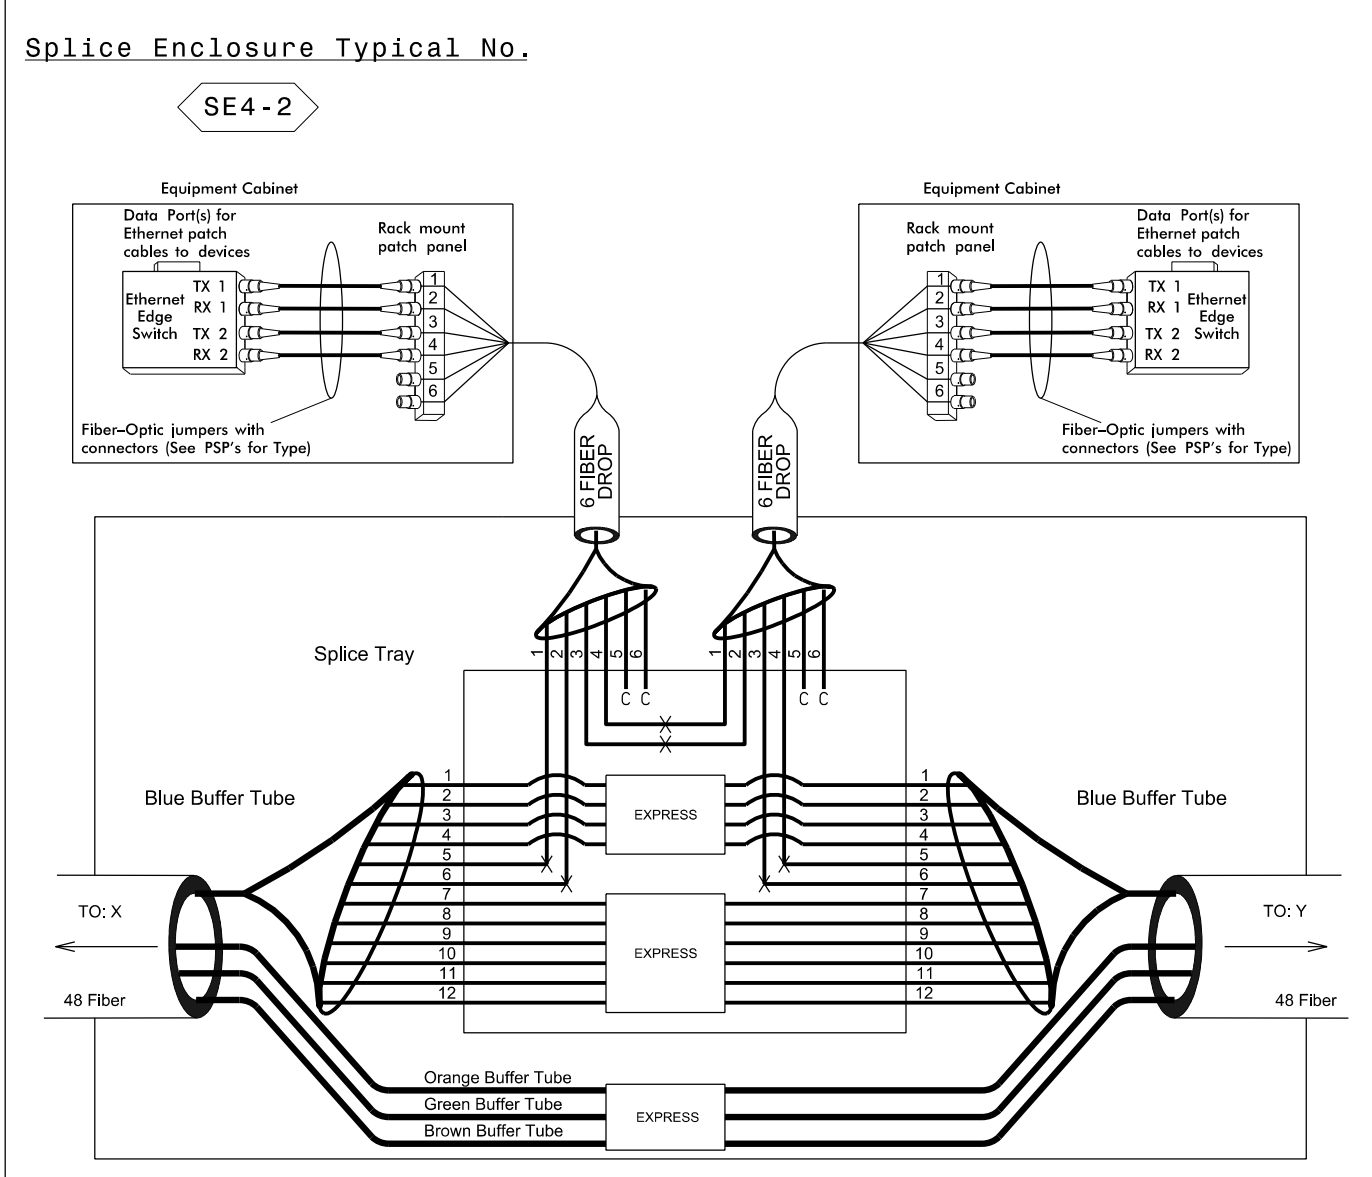 Splice Enclosure Typical No.
SE4-2
Equipment Cabinet
Data Port(s) for
Ethernet patch
cables to devices
Rack mount
patch panel
Ethernet
Edge
Switch
TX 1
RX 1
TX 2
RX 2
1
2
3
4
5
6
Fiber-Optic jumpers with
connectors (See PSP's for Type)
Equipment Cabinet
Rack mount
patch panel
Data Port(s) for
Ethernet patch
cables to devices
1
2
3
4
5
6
TX 1
RX 1
TX 2
RX 2
Ethernet
Edge
Switch
Fiber-Optic jumpers with
connectors (See PSP's for Type)
6 FIBER
DROP
6 FIBER
DROP
Splice Tray
1 2 3 4 5 6
1 2 3 4 5 6
C C
C C
Blue Buffer Tube
Blue Buffer Tube
1
2
3
4
5
6
7
8
9
10
11
12
EXPRESS
EXPRESS
1
2
3
4
5
6
7
8
9
10
11
12
TO: X
48 Fiber
TO: Y
48 Fiber
Orange Buffer Tube
Green Buffer Tube
Brown Buffer Tube
EXPRESS